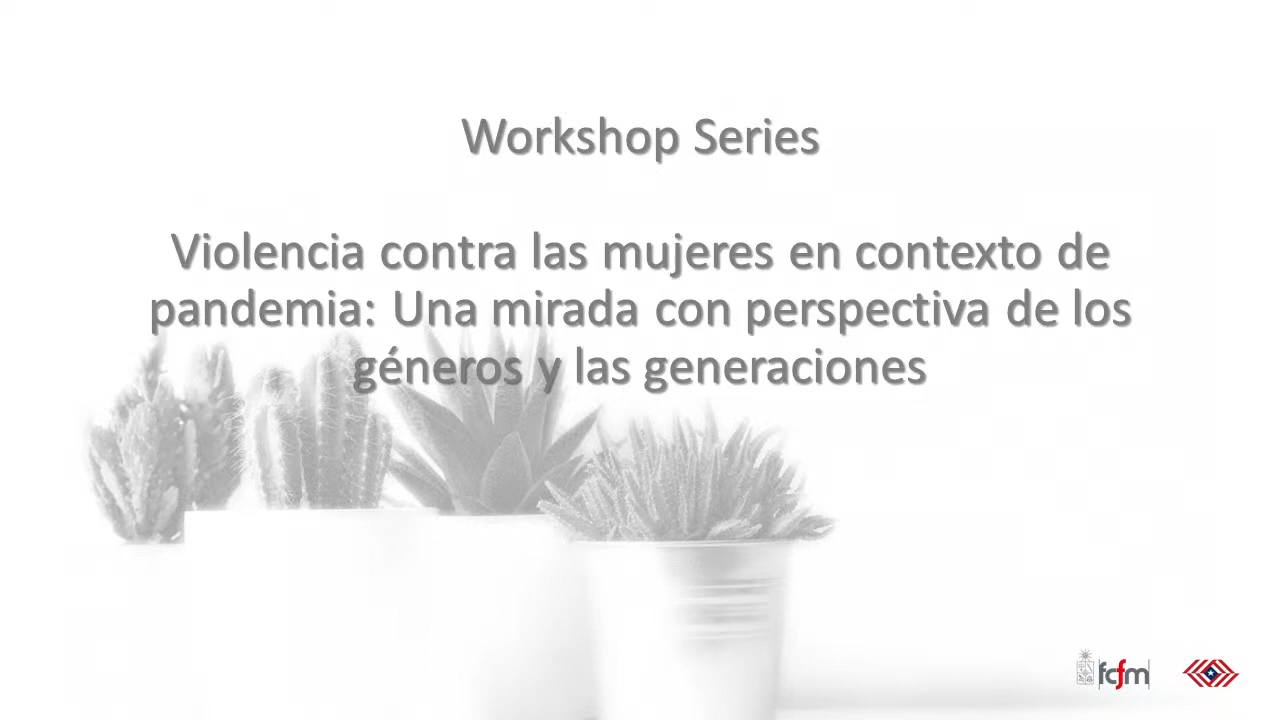 Workshop Series
Violencia contra las mujeres en contexto de
pandemia: Una mirada con perspectiva de los
géneros y las generaciones
fcfm